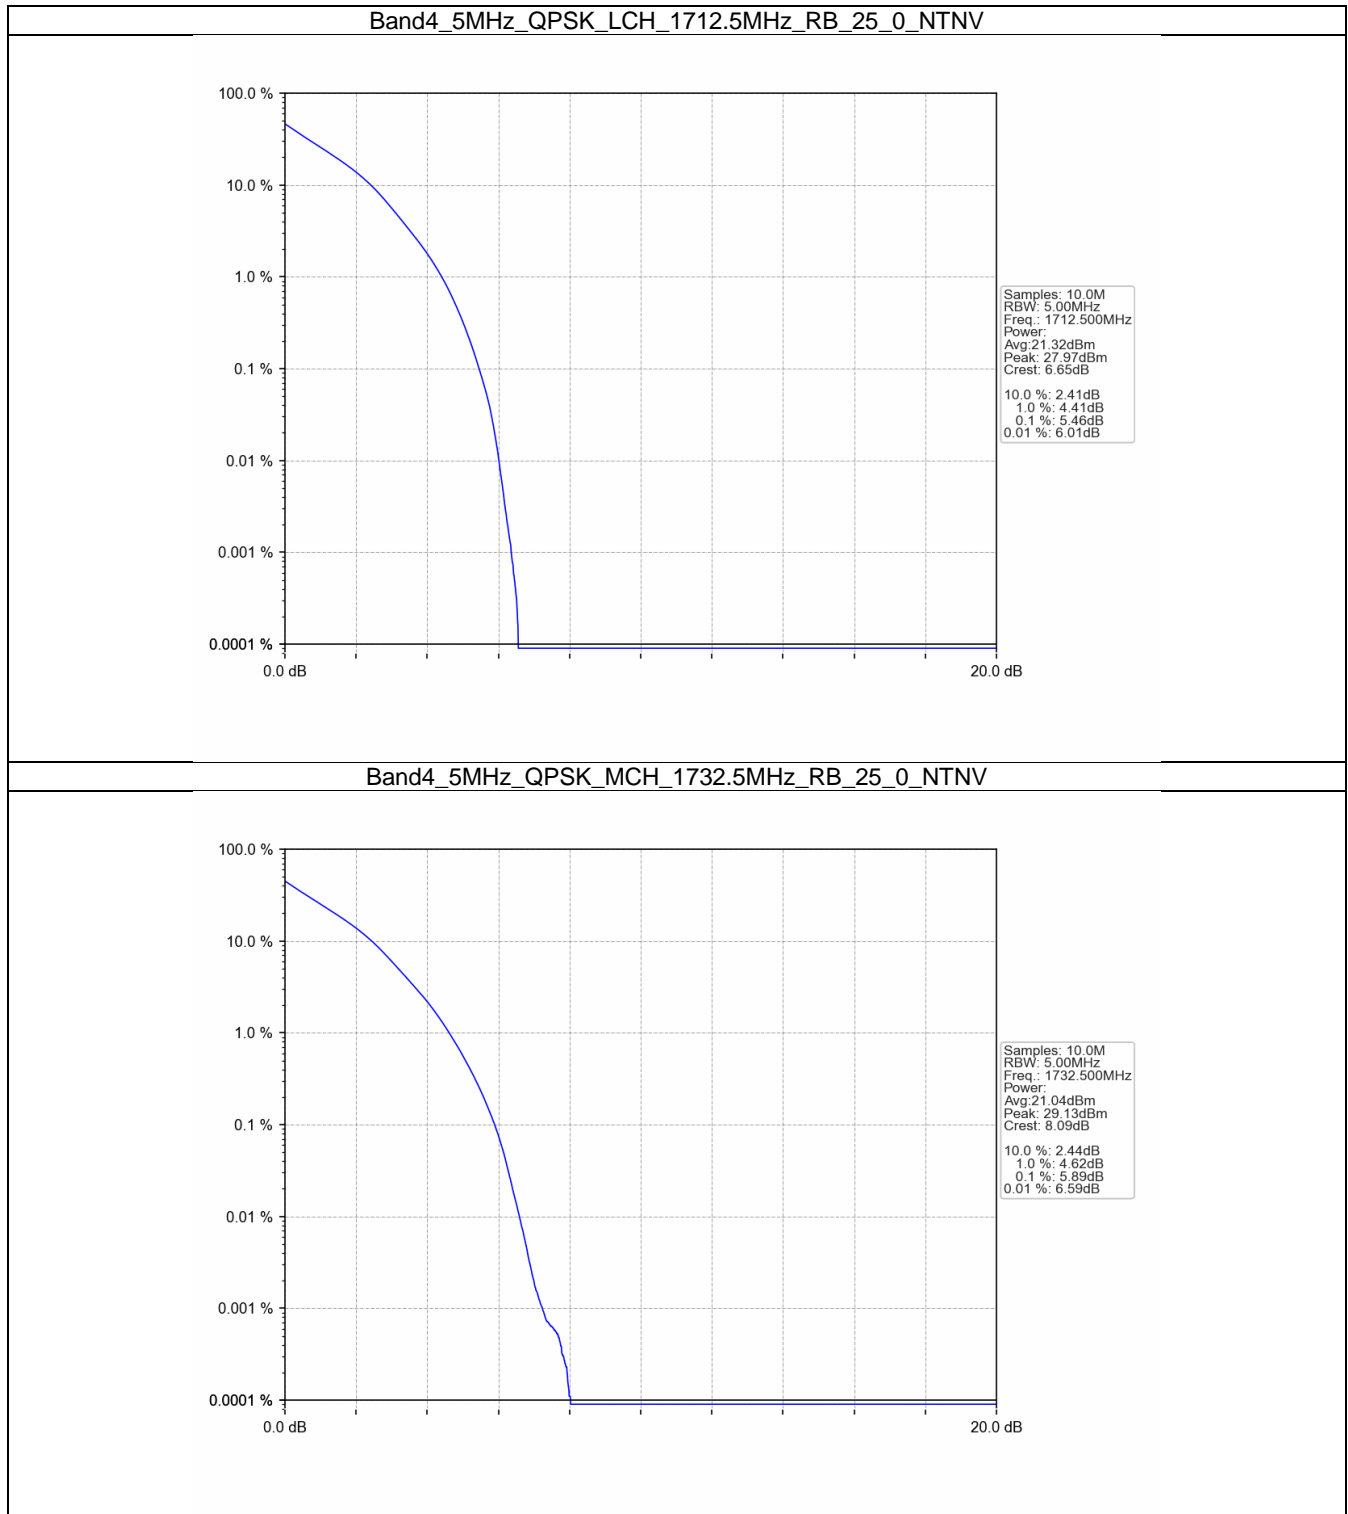 Band4_5MHz_QPSK_LCH_1712.5MHz_RB_25_0_NTNV
100.0 %
10.0 %
1.0 %
0.1 %
0.01 %
0.001 %
0.0001 %
0.0 dB
20.0 dB
Samples: 10.0M
RBW: 5.00MHz
Freq.: 1712.500MHz
Power:
Avg:21.32dBm
Peak: 27.97dBm
Crest: 6.65dB
10.0 %: 2.41dB
1.0 %: 4.41dB
0.1 %: 5.46dB
0.01 %: 6.01dB
Band4_5MHz_QPSK_MCH_1732.5MHz_RB_25_0_NTNV
100.0 %
10.0 %
1.0 %
0.1 %
0.01 %
0.001 %
0.0001 %
0.0 dB
20.0 dB
Samples: 10.0M
RBW: 5.00MHz
Freq.: 1732.500MHz
Power:
Avg:21.04dBm
Peak: 29.13dBm
Crest: 8.09dB
10.0 %: 2.44dB
1.0 %: 4.62dB
0.1 %: 5.89dB
0.01 %: 6.59dB